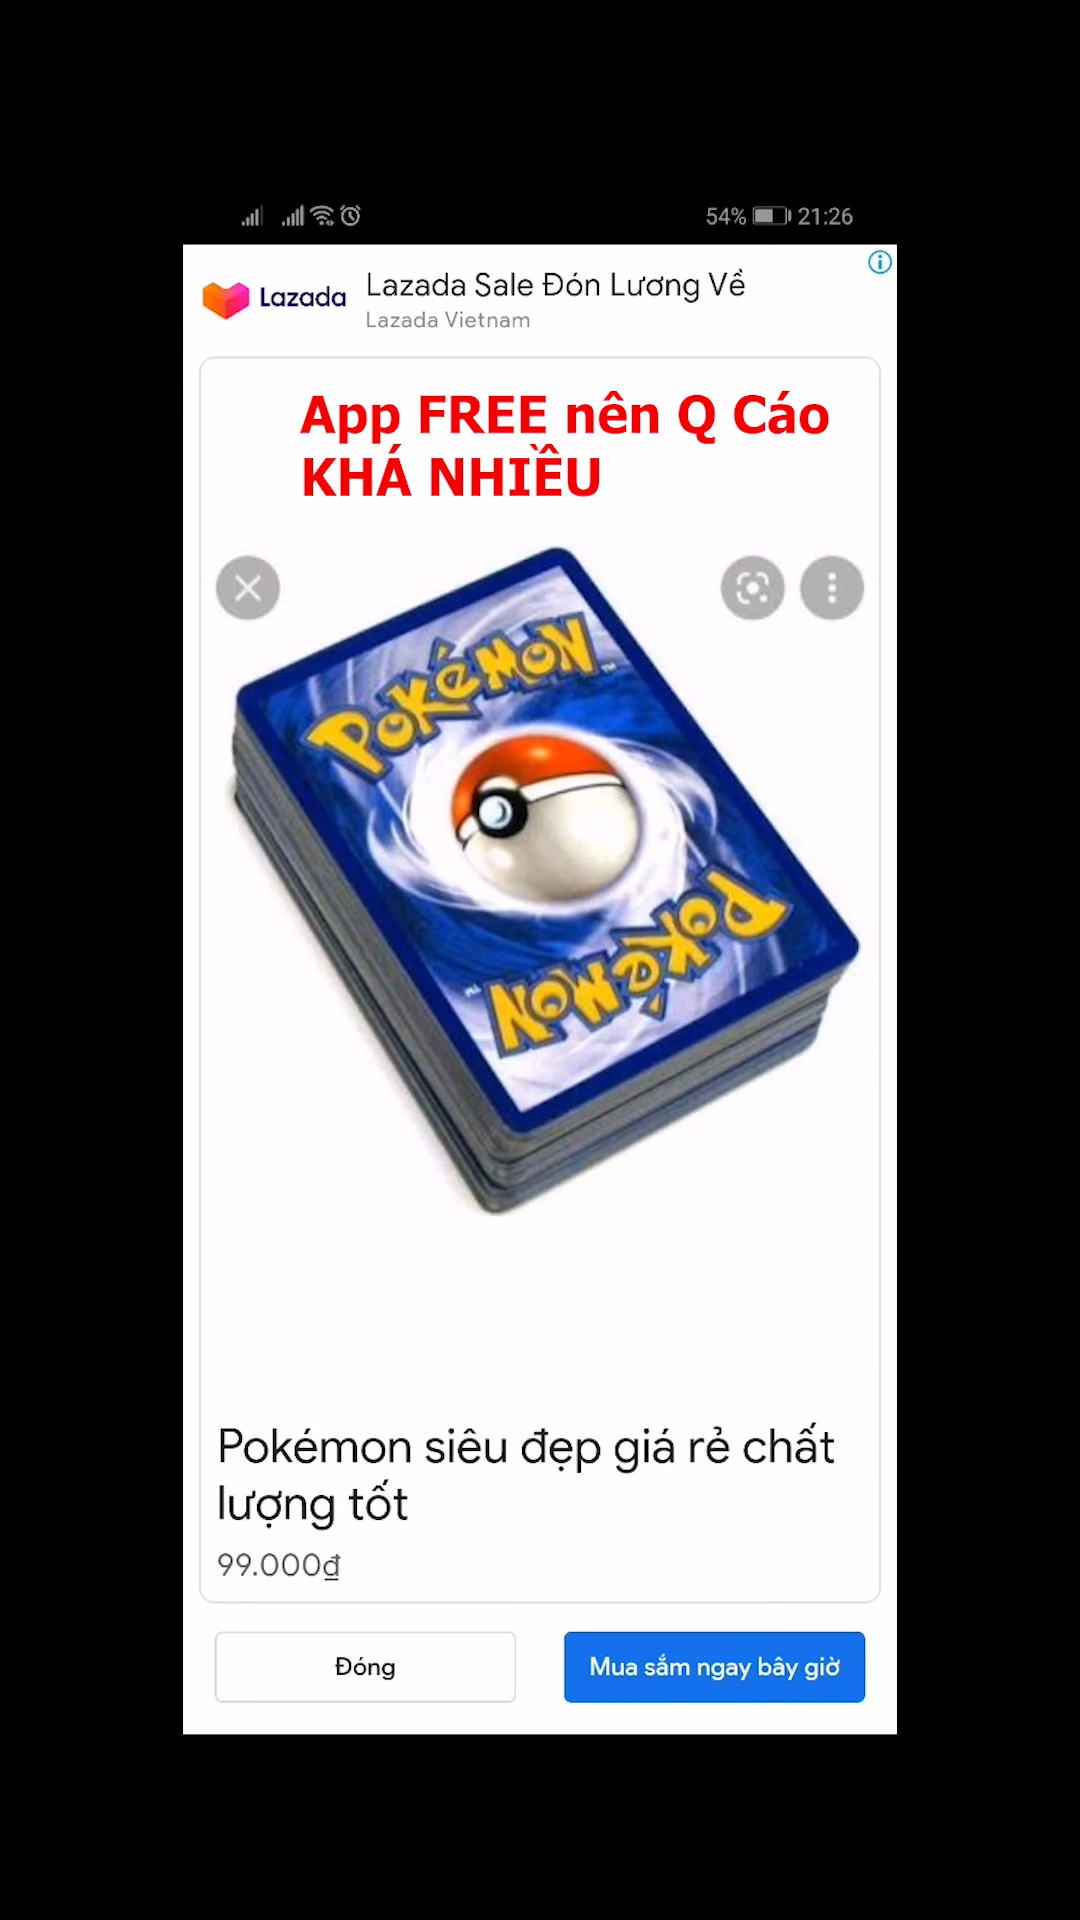 54% 21:26
Lazada
Lazada Sale Đón Lương Về
Lazada Vietnam
App FREE nên Q Cáo
KHÁ NHIỀU
POKéMON
POKéMON
Pokémon siêu đẹp giá rẻ chất
lượng tốt
99.000₫
Đóng
Mua sắm ngay bây giờ